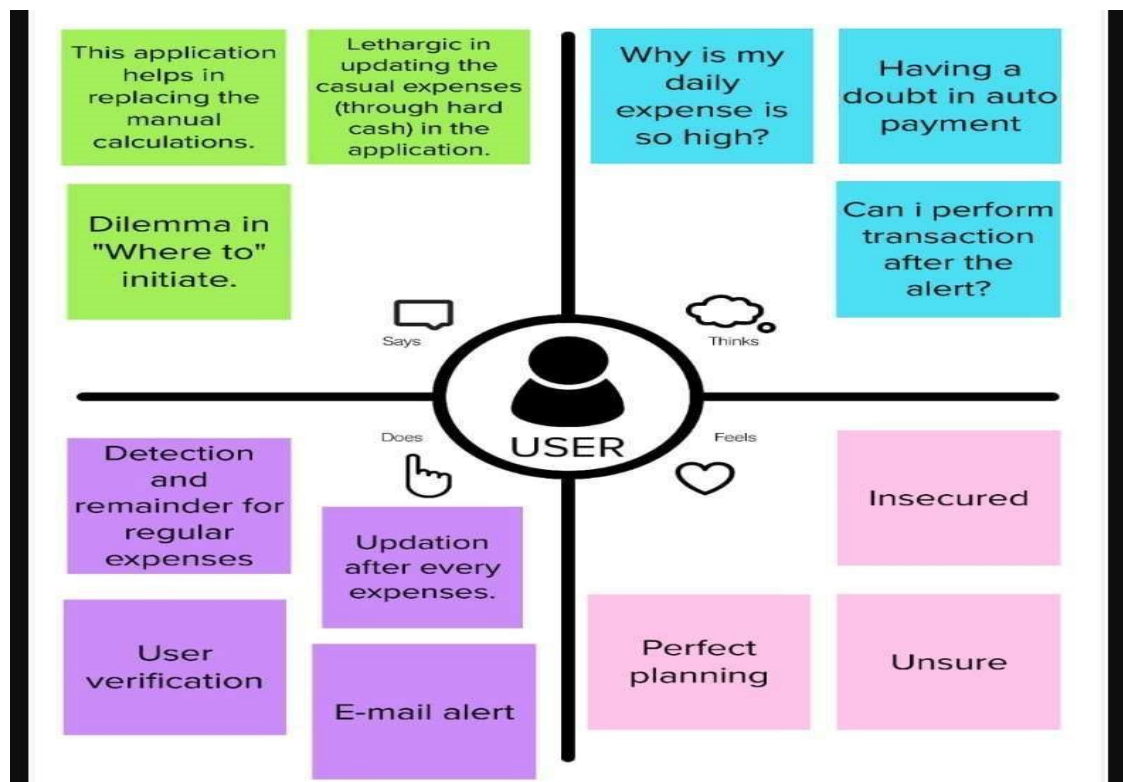 This application
helps in
replacing the
manual
calculations.
Lethargic in
updating the
casual expenses
(through hard
cash) in the
application.
Dilemma in
"Where to"
initiate.
Says
Why is my
daily
expense is
so high?
Having a
doubt in auto
payment
Can i perform
transaction
after the
alert?
Thinks
USER
Does
Detection
and
remainder for
regular
expenses
Updation
after every
expenses.
User
verification
E-mail alert
Feels
Insecured
Perfect
planning
Unsure